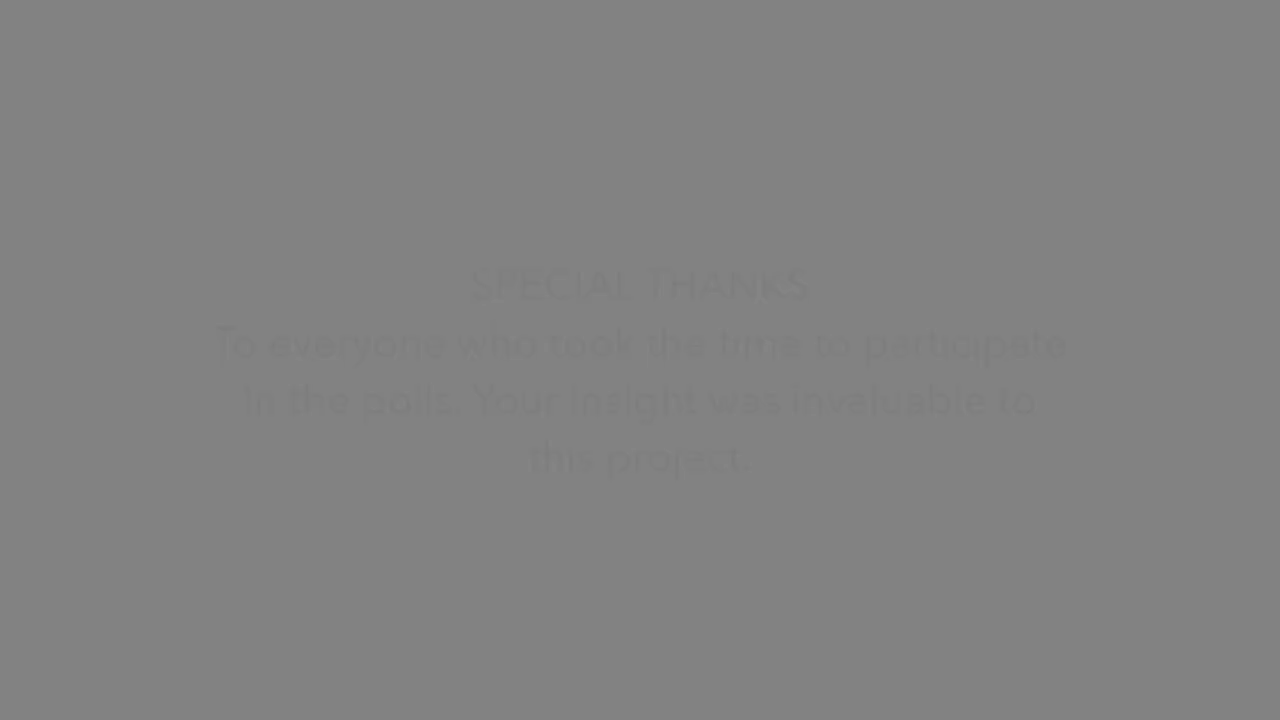 SPECIAL THANKS
To everyone who took the time to participate
in the polls. Your insight was invaluable to
this project.